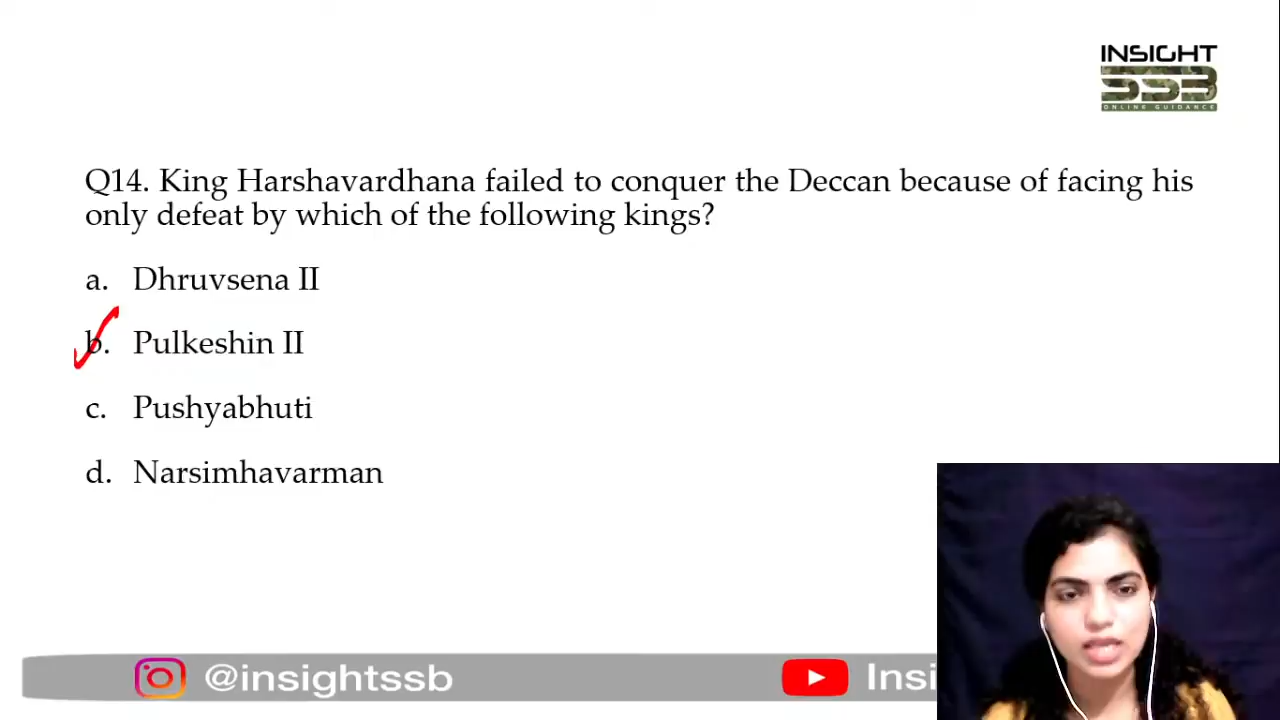 INSIGHT
SSB
ONLINE GUIDANCE
Q14. King Harshavardhana failed to conquer the Deccan because of facing his
only defeat by which of the following kings?
a. Dhruvsena II
b. Pulkeshin II
c. Pushyabhuti
d. Narsimhavarman
@insightssb
Insi